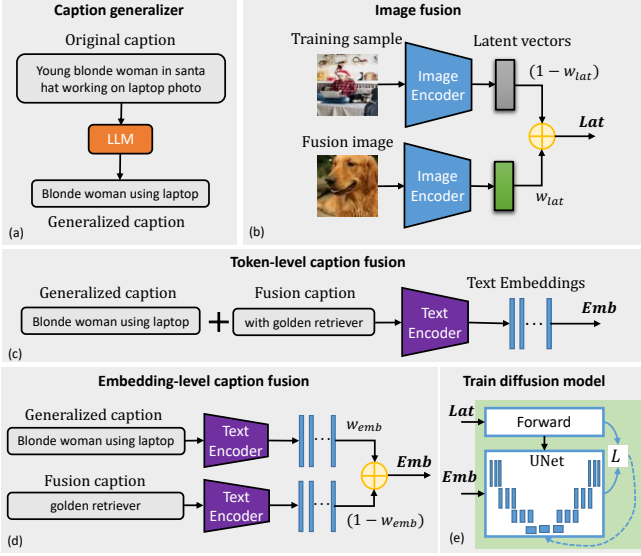 Caption generalizer
Original caption
Young blonde woman in santa
hat working on laptop photo
LLM
Blonde woman using laptop
Generalized caption
(a)
Image fusion
Training sample
Latent vectors
Image
Encoder
(1 − w_lat)
Lat
Fusion image
Image
Encoder
w_lat
(b)
Token-level caption fusion
Generalized caption
Fusion caption
Text Embeddings
Blonde woman using laptop
+
with golden retriever
Text
Encoder
...
Emb
(c)
Embedding-level caption fusion
Generalized caption
Blonde woman using laptop
Text
Encoder
...
w_emb
Emb
Fusion caption
golden retriever
Text
Encoder
...
(1 − w_emb)
(d)
Train diffusion model
Lat
Forward
L
UNet
Emb
(e)